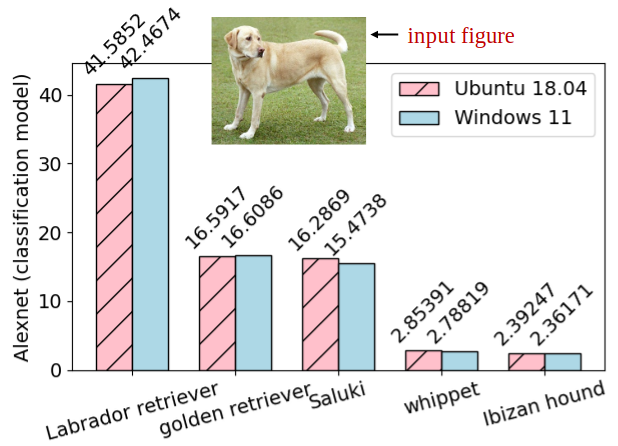 input figure
Ubuntu 18.04
Windows 11
Alexnet (classification model)
40
30
20
10
0
41.5852
42.4674
16.5917
16.6086
16.2869
15.4738
2.85391
2.78819
2.39247
2.36171
Labrador retriever
golden retriever
Saluki
whippet
Ibizan hound